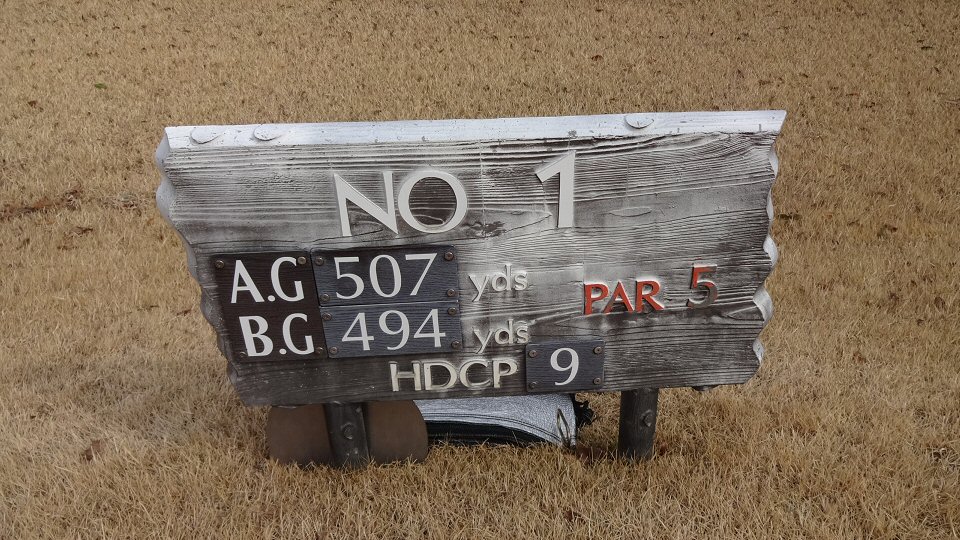 NO 1
A.G 507 yds
B.G 494 yds
PAR 5
HDCP 9